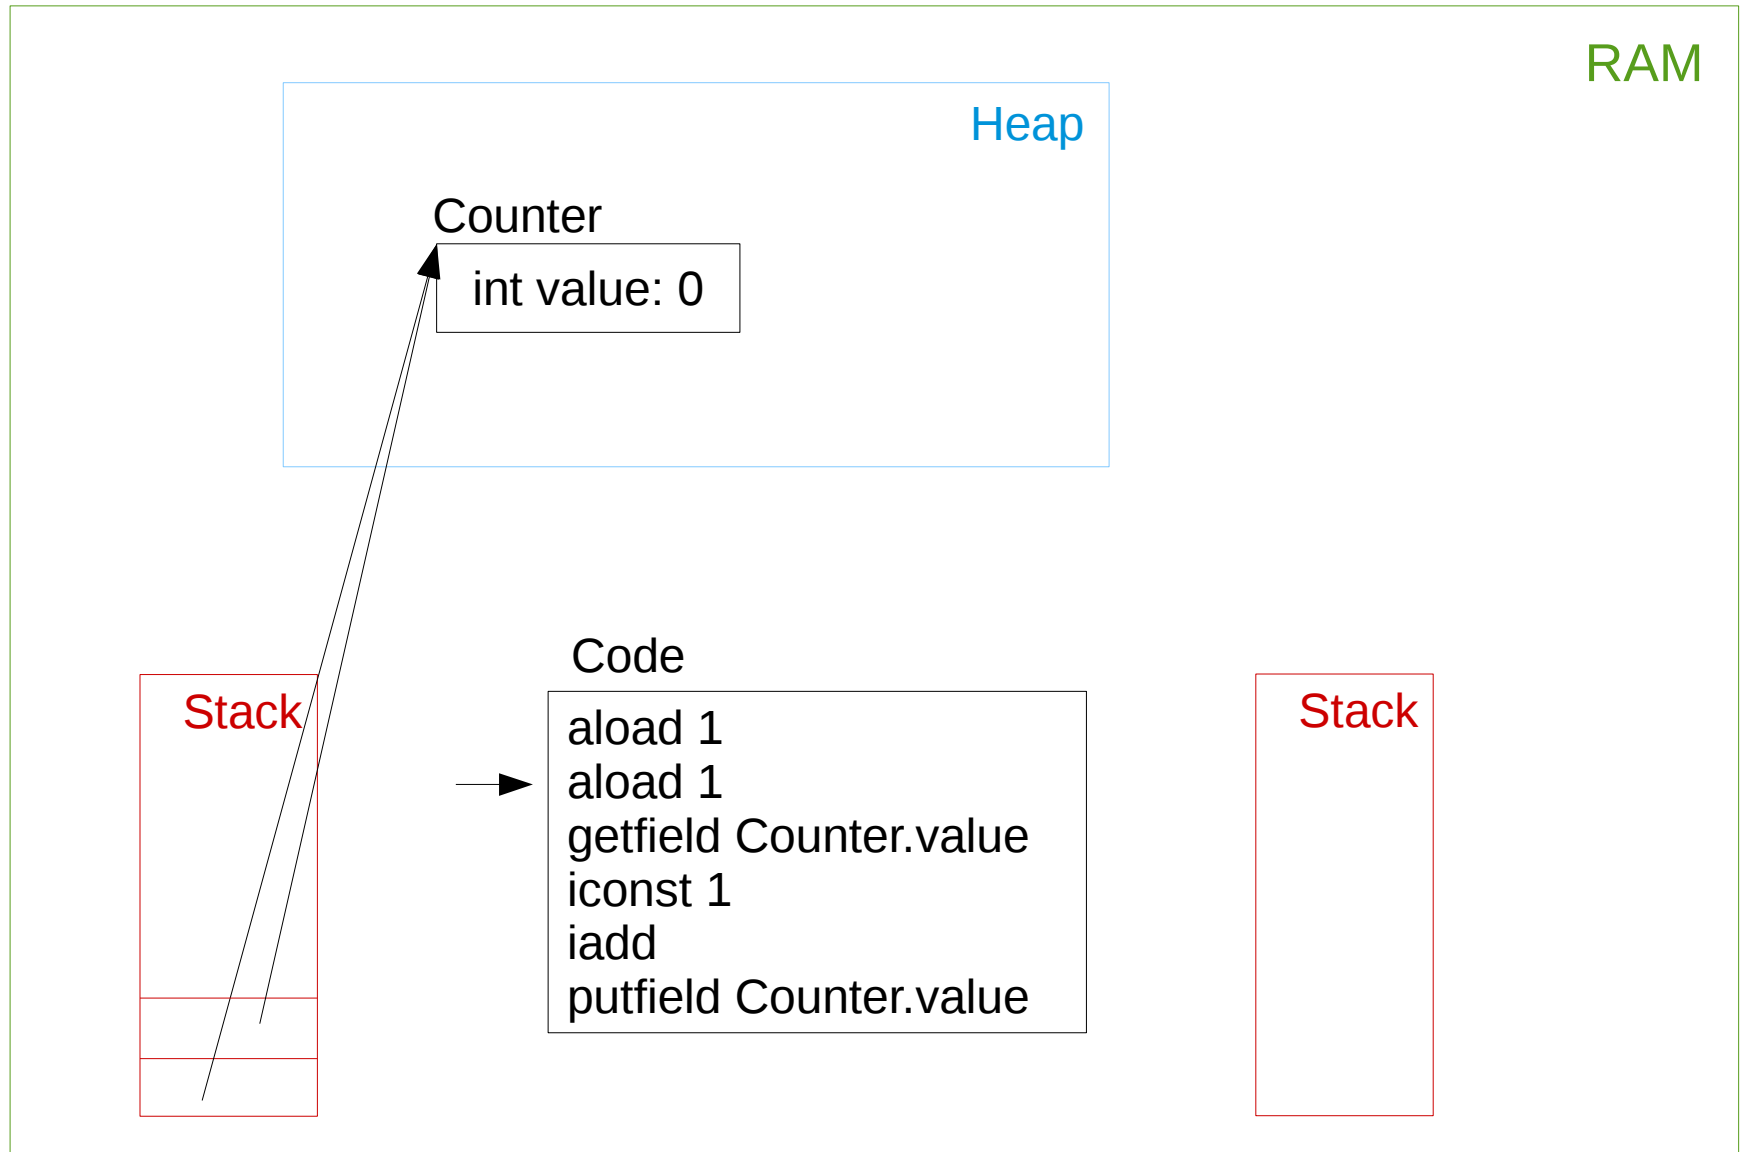 RAM
Heap
Counter
int value: 0
Code
Stack
Stack
aload 1
aload 1
getfield Counter.value
iconst 1
iadd
putfield Counter.value